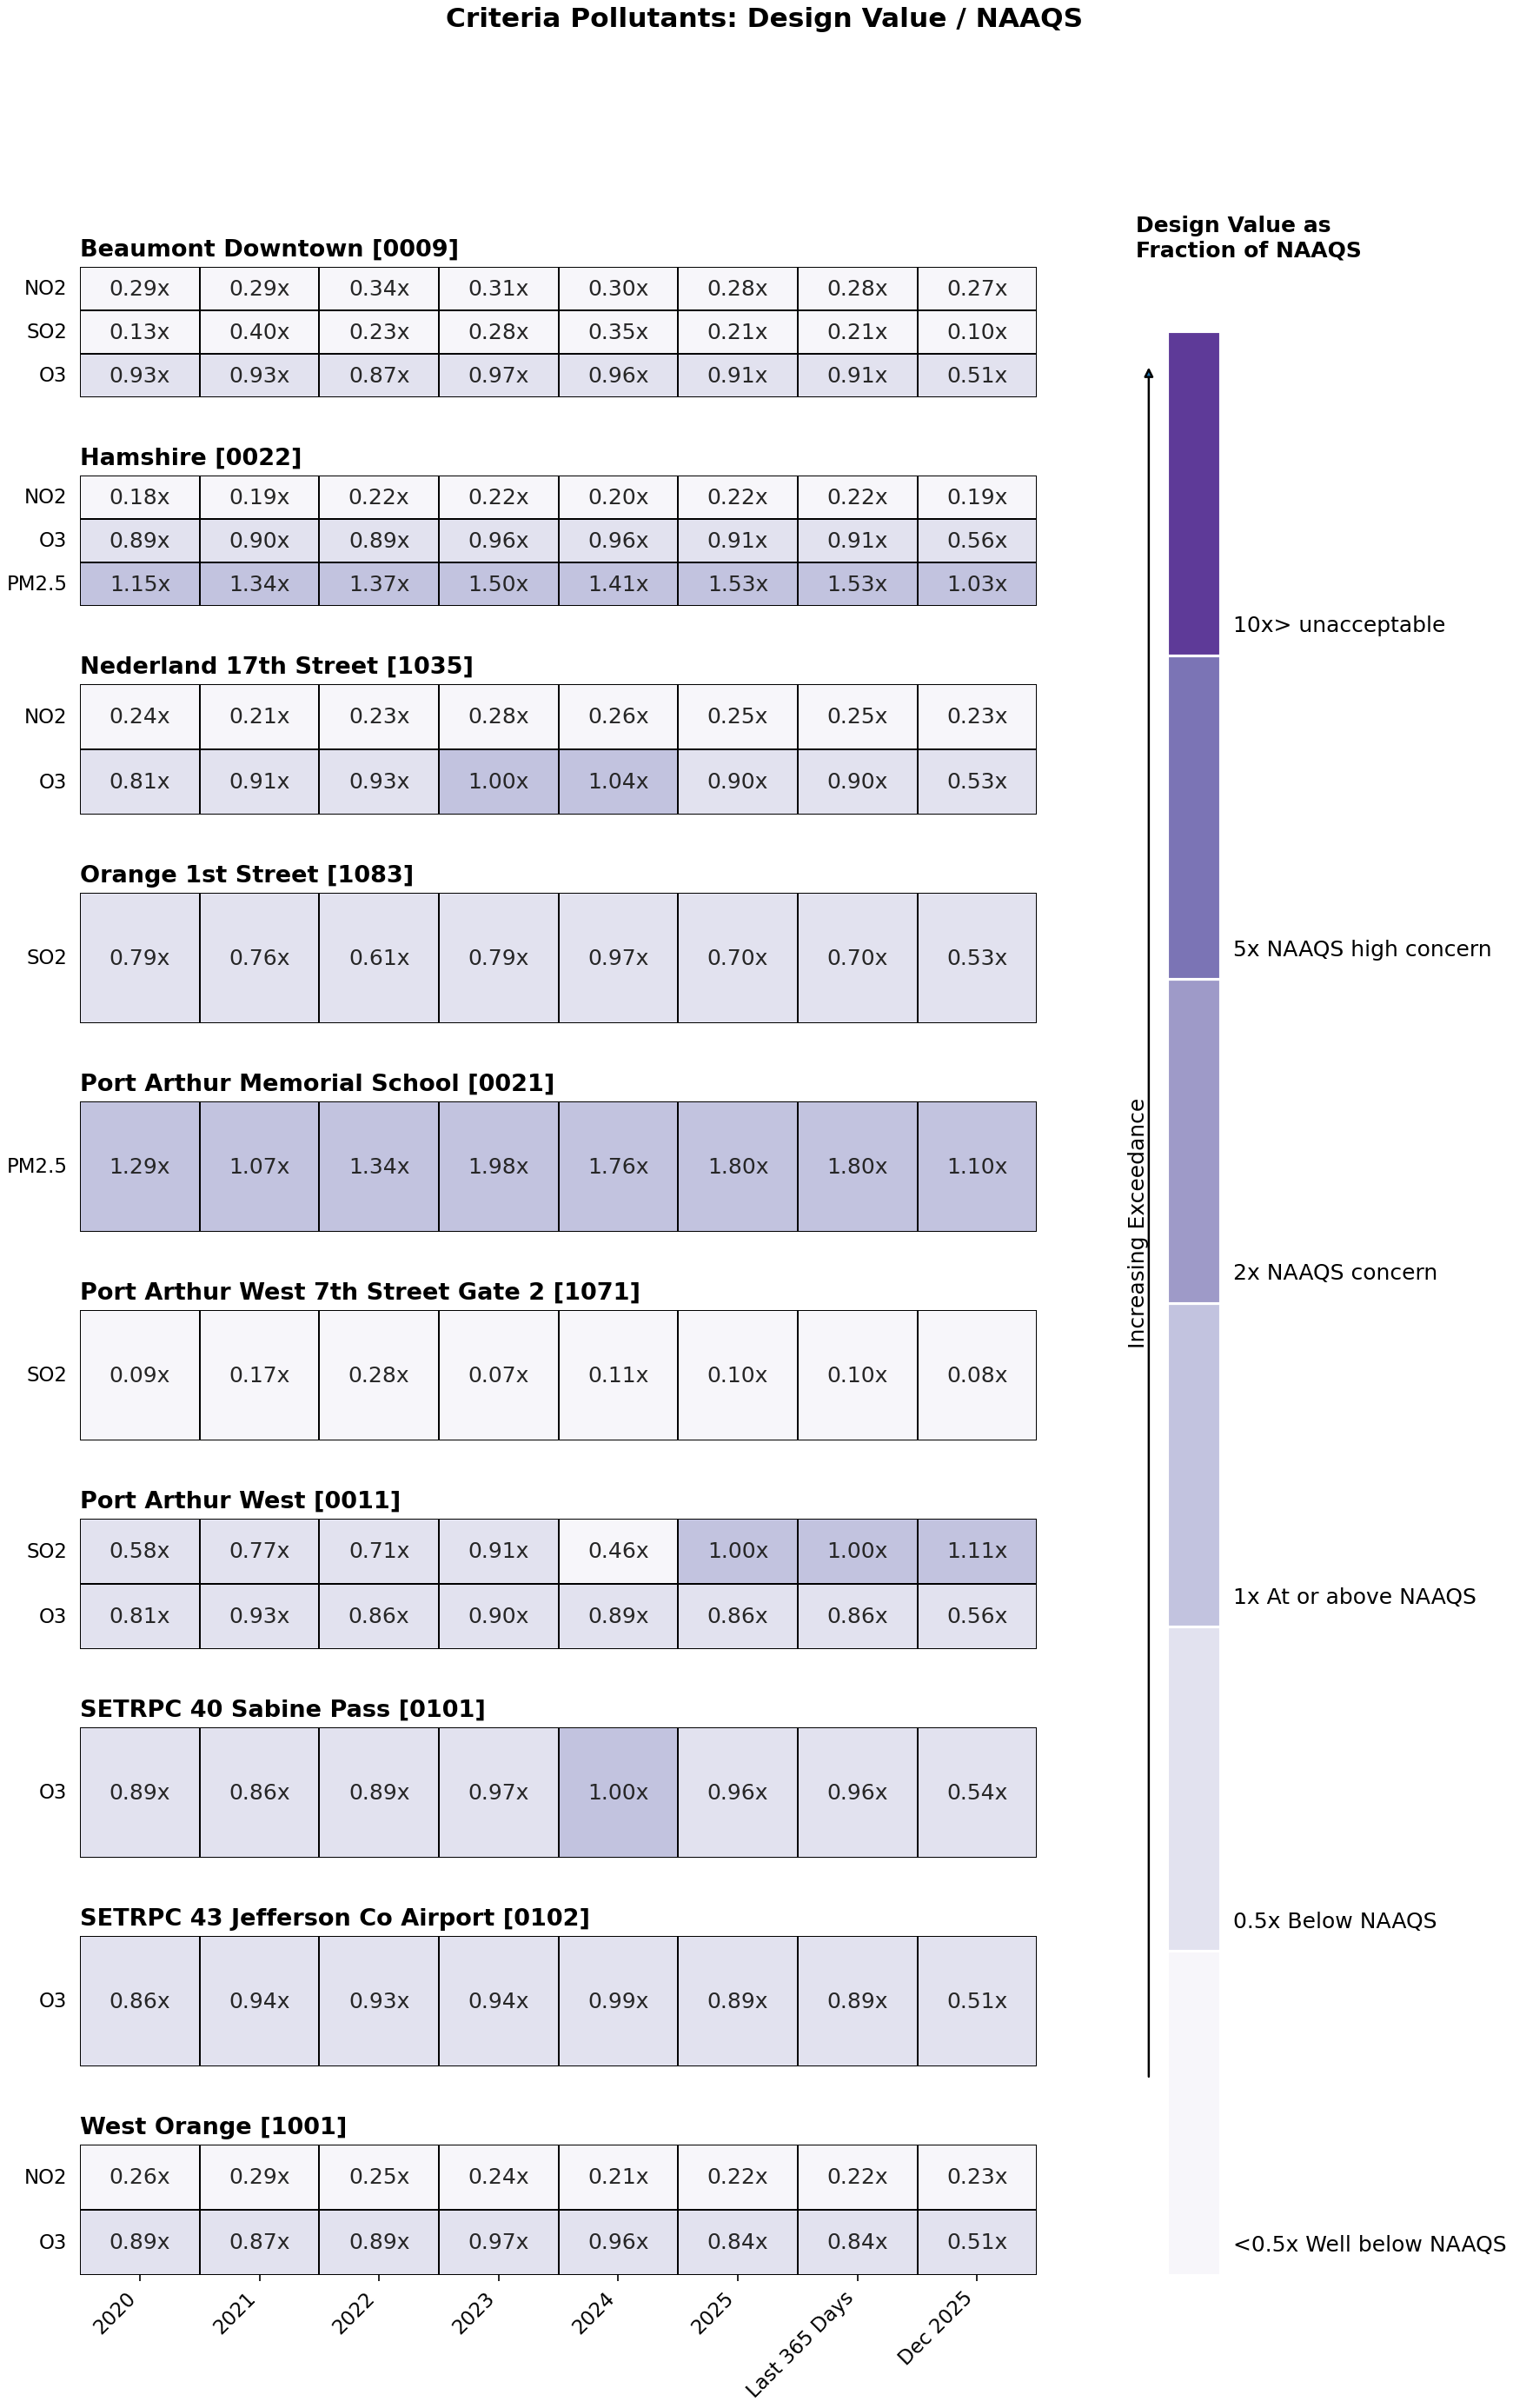 Criteria Pollutants: Design Value / NAAQS
Beaumont Downtown [0009]
NO2 0.29x 0.29x 0.34x 0.31x 0.30x 0.28x 0.28x 0.27x
SO2 0.13x 0.40x 0.23x 0.28x 0.35x 0.21x 0.21x 0.10x
O3 0.93x 0.93x 0.87x 0.97x 0.96x 0.91x 0.91x 0.51x
Hamshire [0022]
NO2 0.18x 0.19x 0.22x 0.22x 0.20x 0.22x 0.22x 0.19x
O3 0.89x 0.90x 0.89x 0.96x 0.96x 0.91x 0.91x 0.56x
PM2.5 1.15x 1.34x 1.37x 1.50x 1.41x 1.53x 1.53x 1.03x
Nederland 17th Street [1035]
NO2 0.24x 0.21x 0.23x 0.28x 0.26x 0.25x 0.25x 0.23x
O3 0.81x 0.91x 0.93x 1.00x 1.04x 0.90x 0.90x 0.53x
Orange 1st Street [1083]
SO2 0.79x 0.76x 0.61x 0.79x 0.97x 0.70x 0.70x 0.53x
Port Arthur Memorial School [0021]
PM2.5 1.29x 1.07x 1.34x 1.98x 1.76x 1.80x 1.80x 1.10x
Port Arthur West 7th Street Gate 2 [1071]
SO2 0.09x 0.17x 0.28x 0.07x 0.11x 0.10x 0.10x 0.08x
Port Arthur West [0011]
SO2 0.58x 0.77x 0.71x 0.91x 0.46x 1.00x 1.00x 1.11x
O3 0.81x 0.93x 0.86x 0.90x 0.89x 0.86x 0.86x 0.56x
SETRPC 40 Sabine Pass [0101]
O3 0.89x 0.86x 0.89x 0.97x 1.00x 0.96x 0.96x 0.54x
SETRPC 43 Jefferson Co Airport [0102]
O3 0.86x 0.94x 0.93x 0.94x 0.99x 0.89x 0.89x 0.51x
West Orange [1001]
NO2 0.26x 0.29x 0.25x 0.24x 0.21x 0.22x 0.22x 0.23x
O3 0.89x 0.87x 0.89x 0.97x 0.96x 0.84x 0.84x 0.51x
2020 2021 2022 2023 2024 2025 Last 365 Days Dec 2025
Design Value as
Fraction of NAAQS
Increasing Exceedance
10x> unacceptable
5x NAAQS high concern
2x NAAQS concern
1x At or above NAAQS
0.5x Below NAAQS
<0.5x Well below NAAQS